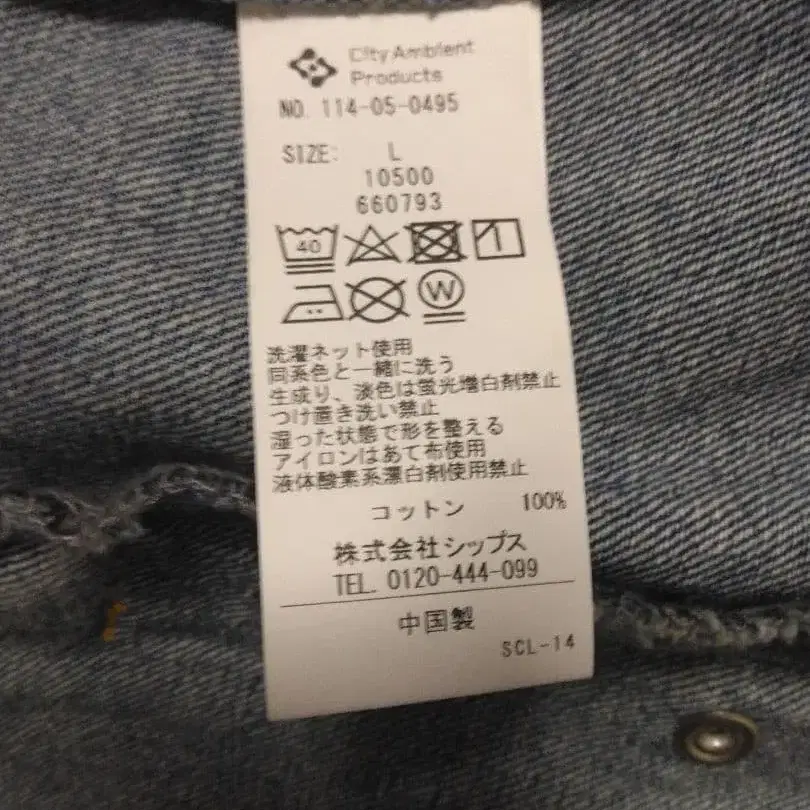 City Ambient
Products
NO. 114-05-0495
SIZE: L
10500
660793
40
W
洗濯ネット使用
同系色と一緒に洗う
生成り、淡色は蛍光増白剤禁止
つけ置き洗い禁止
湿った状態で形を整える
アイロンはあて布使用
液体酸素系漂白剤使用禁止
コットン 100%
株式会社シップス
TEL. 0120-444-099
中国製
SCL-14